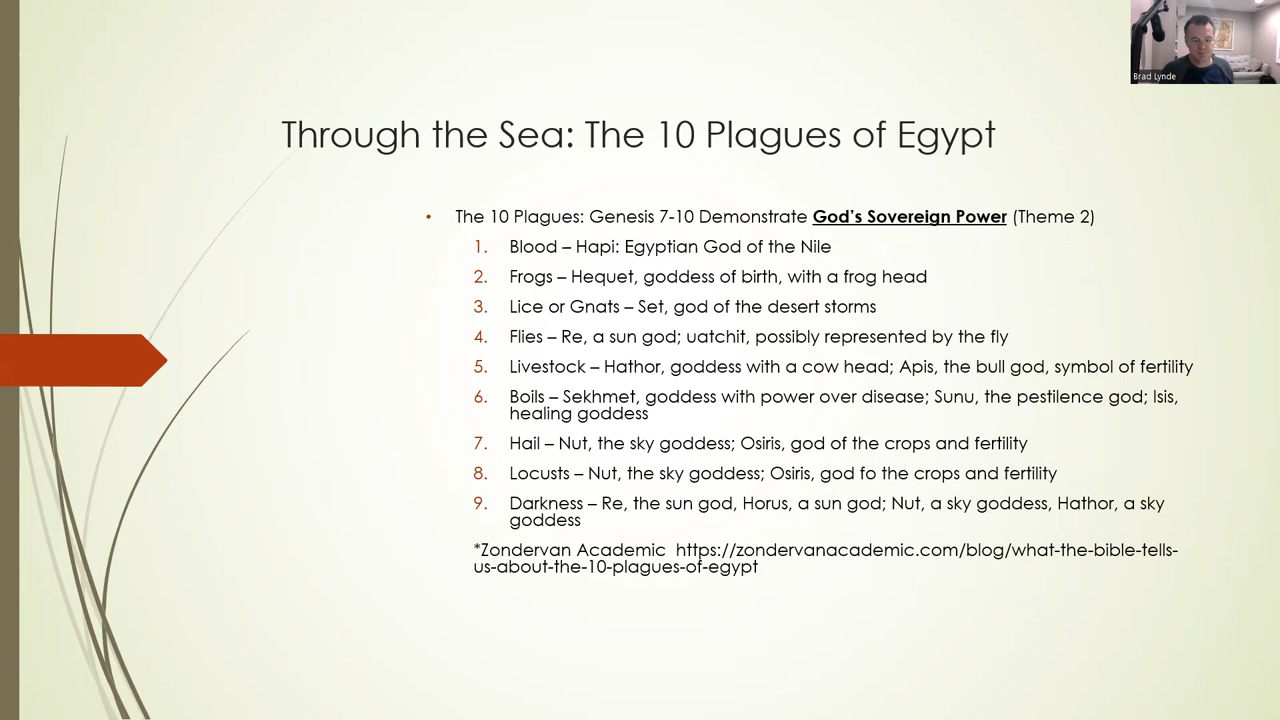 Brad Lynde
Through the Sea: The 10 Plagues of Egypt
• The 10 Plagues: Genesis 7-10 Demonstrate God's Sovereign Power (Theme 2)
1. Blood – Hapi: Egyptian God of the Nile
2. Frogs – Hequet, goddess of birth, with a frog head
3. Lice or Gnats – Set, god of the desert storms
4. Flies – Re, a sun god; uatchit, possibly represented by the fly
5. Livestock – Hathor, goddess with a cow head; Apis, the bull god, symbol of fertility
6. Boils – Sekhmet, goddess with power over disease; Sunu, the pestilence god; Isis,
healing goddess
7. Hail – Nut, the sky goddess; Osiris, god of the crops and fertility
8. Locusts – Nut, the sky goddess; Osiris, god fo the crops and fertility
9. Darkness – Re, the sun god, Horus, a sun god; Nut, a sky goddess, Hathor, a sky
goddess
*Zondervan Academic https://zondervanacademic.com/blog/what-the-bible-tells-
us-about-the-10-plagues-of-egypt